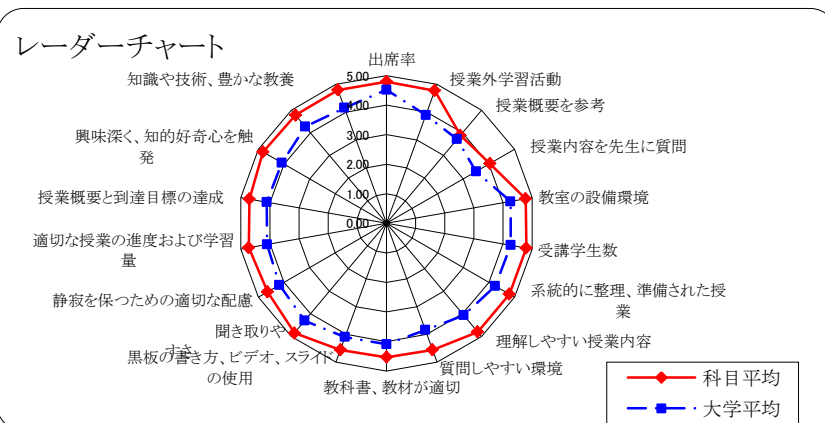 レーダーチャート
出席率
授業外学習活動
授業概要を参考
授業内容を先生に質問
教室の設備環境
受講学生数
系統的に整理、準備された授
業
理解しやすい授業内容
質問しやすい環境
教科書、教材が適切
黒板の書き方、ビデオ、スライド
の使用
聞き取りや
すさ
静寂を保つための適切な配慮
適切な授業の進度および学習
量
授業概要と到達目標の達成
興味深く、知的好奇心を触
発
知識や技術、豊かな教養
5.00
4.00
3.00
2.00
1.00
0.00
科目平均
大学平均